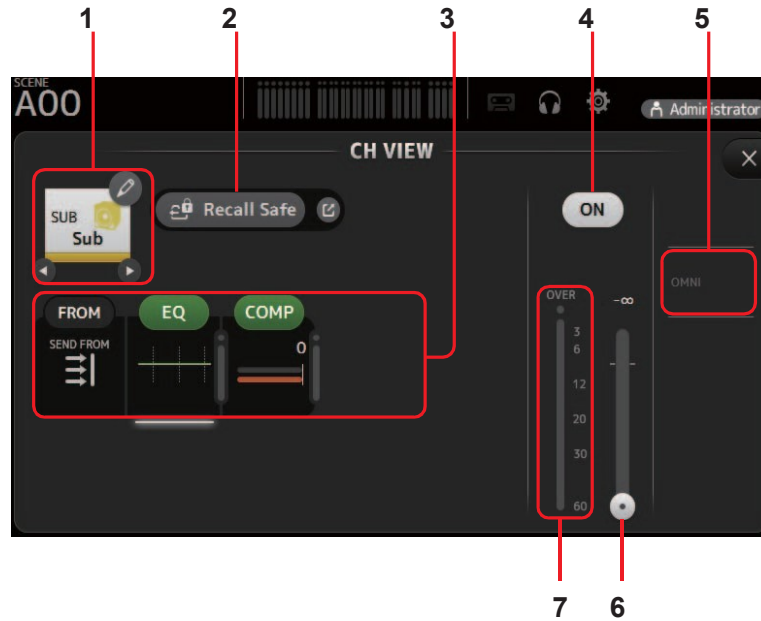 1 2 3 4 5
SCENE
A00
Administrator
CH VIEW
SUB
Sub
Recall Safe
ON
OMNI
FROM EQ COMP
SEND FROM
0
OVER
-∞
3
6
12
20
30
60
7 6